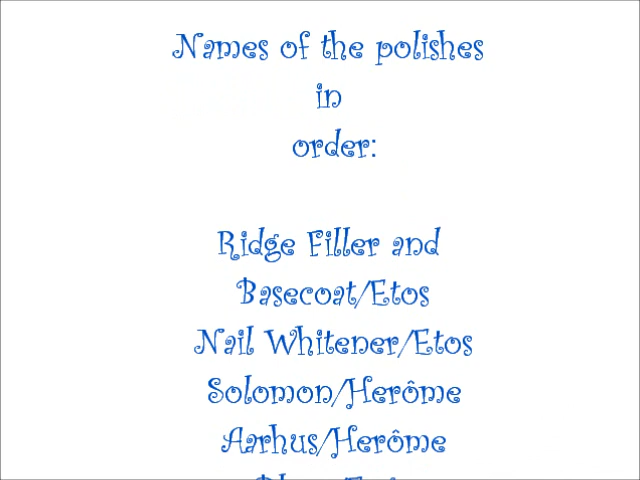 Names of the polishes
in
order:
Ridge Filler and
Basecoat/Etos
Nail Whitener/Etos
Solomon/Herôme
Aarhus/Herôme